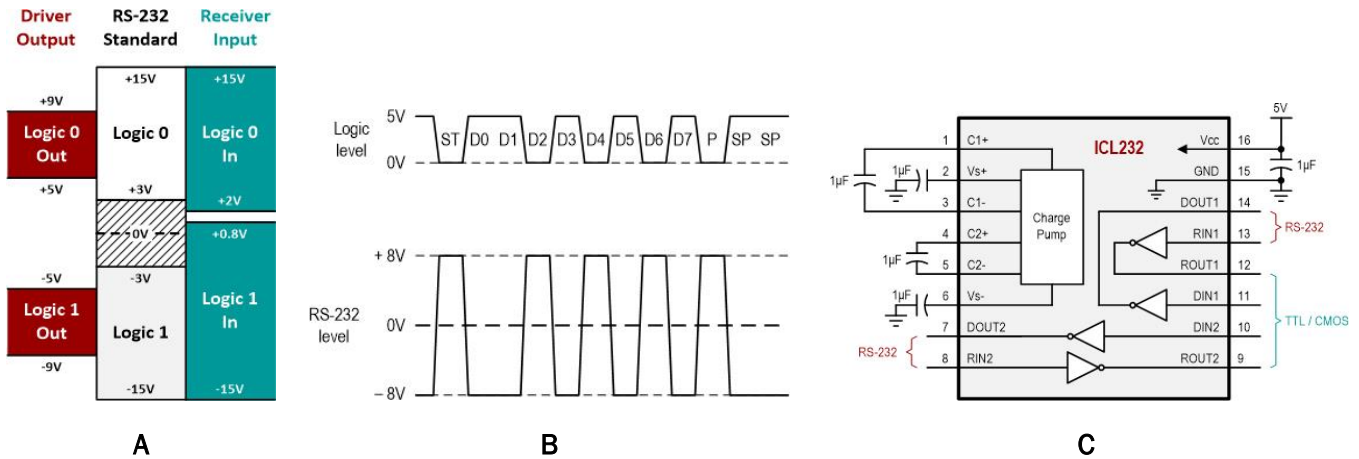 Driver
Output
RS-232
Standard
Receiver
Input
+15V
+15V
+9V
Logic 0
Out
Logic 0
Logic 0
In
+5V
+3V
+2V
0V
+0.8V
-5V
-3V
Logic 1
Out
Logic 1
Logic 1
In
-9V
-15V
-15V
A
Logic
level
5V
0V
ST D0 D1 D2 D3 D4 D5 D6 D7 P SP SP
RS-232
level
+ 8V
0V
– 8V
B
ICL232
5V
1 C1+
Vcc 16
1µF
1µF
2 Vs+
GND 15
1µF
3 C1-
DOUT1 14
Charge
Pump
RS-232
4 C2+
RIN1 13
1µF
5 C2-
ROUT1 12
1µF
6 Vs-
DIN1 11
TTL / CMOS
7 DOUT2
DIN2 10
RS-232
8 RIN2
ROUT2 9
C